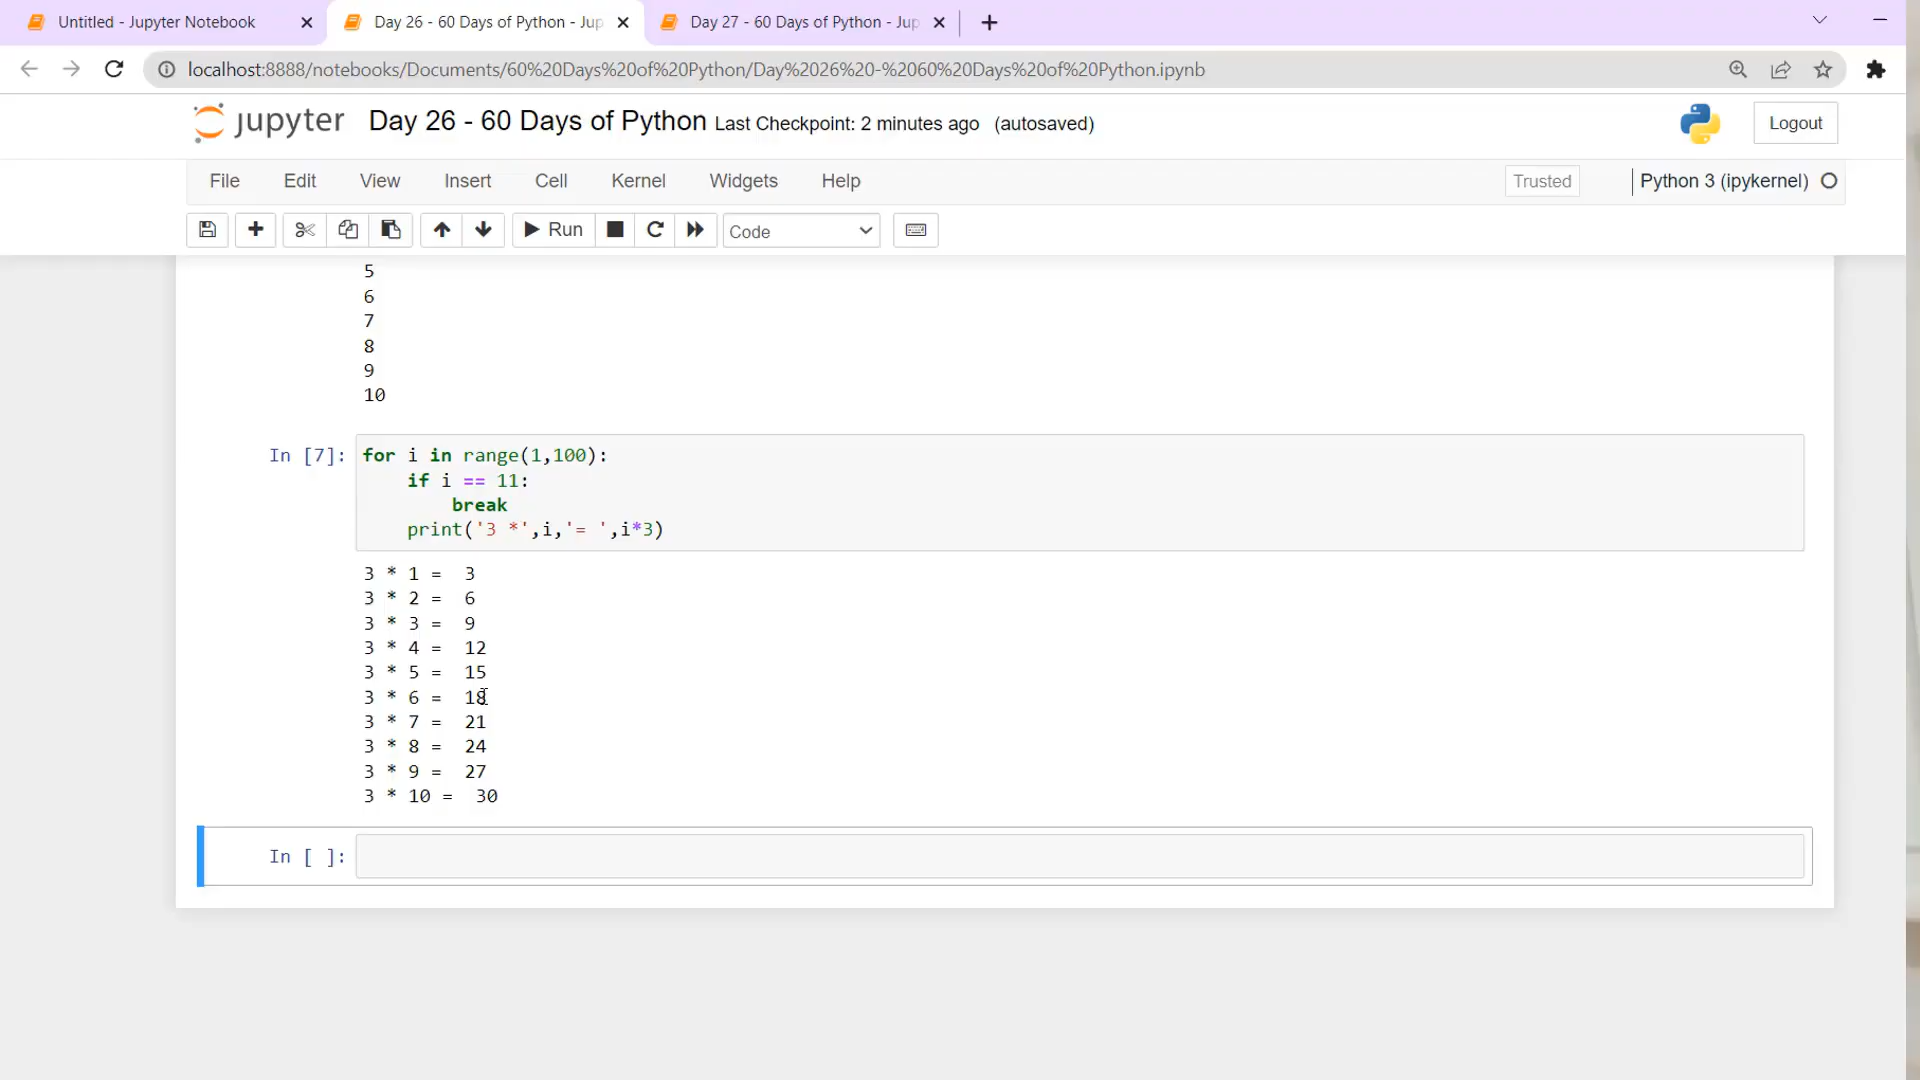 Untitled - Jupyter Notebook
Day 26 - 60 Days of Python - Jup
Day 27 - 60 Days of Python - Jup
localhost:8888/notebooks/Documents/60%20Days%20of%20Python/Day%2026%20-%2060%20Days%20of%20Python.ipynb
jupyter Day 26 - 60 Days of Python Last Checkpoint: 2 minutes ago (autosaved)
Logout
File Edit View Insert Cell Kernel Widgets Help
Trusted
Python 3 (ipykernel)
Run
Code
5
6
7
8
9
10
In [7]:
for i in range(1,100):
    if i == 11:
        break
    print('3 *',i,'= ',i*3)
3 * 1 =  3
3 * 2 =  6
3 * 3 =  9
3 * 4 =  12
3 * 5 =  15
3 * 6 =  18
3 * 7 =  21
3 * 8 =  24
3 * 9 =  27
3 * 10 =  30
In [ ]: